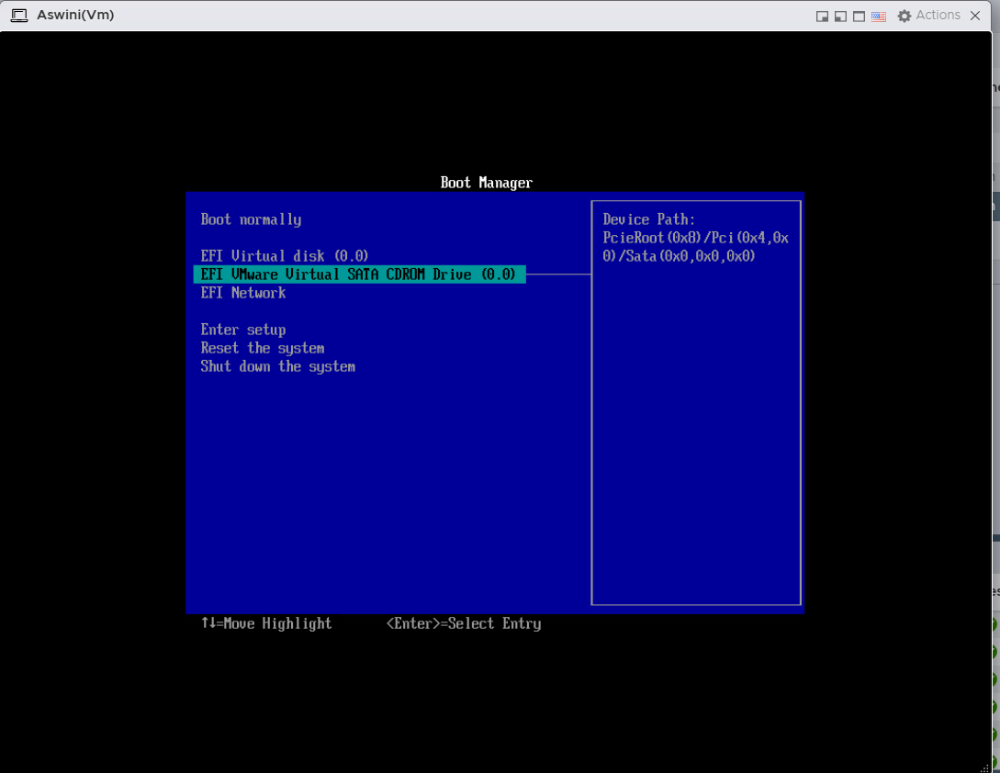 Aswini(Vm)
Actions
Boot Manager
Boot normally
EFI Virtual disk (0.0)
EFI VMware Virtual SATA CDROM Drive (0.0)
EFI Network
Enter setup
Reset the system
Shut down the system
Device Path:
PcieRoot(0x8)/Pci(0x4,0x
0)/Sata(0x0,0x0,0x0)
↑↓=Move Highlight
<Enter>=Select Entry